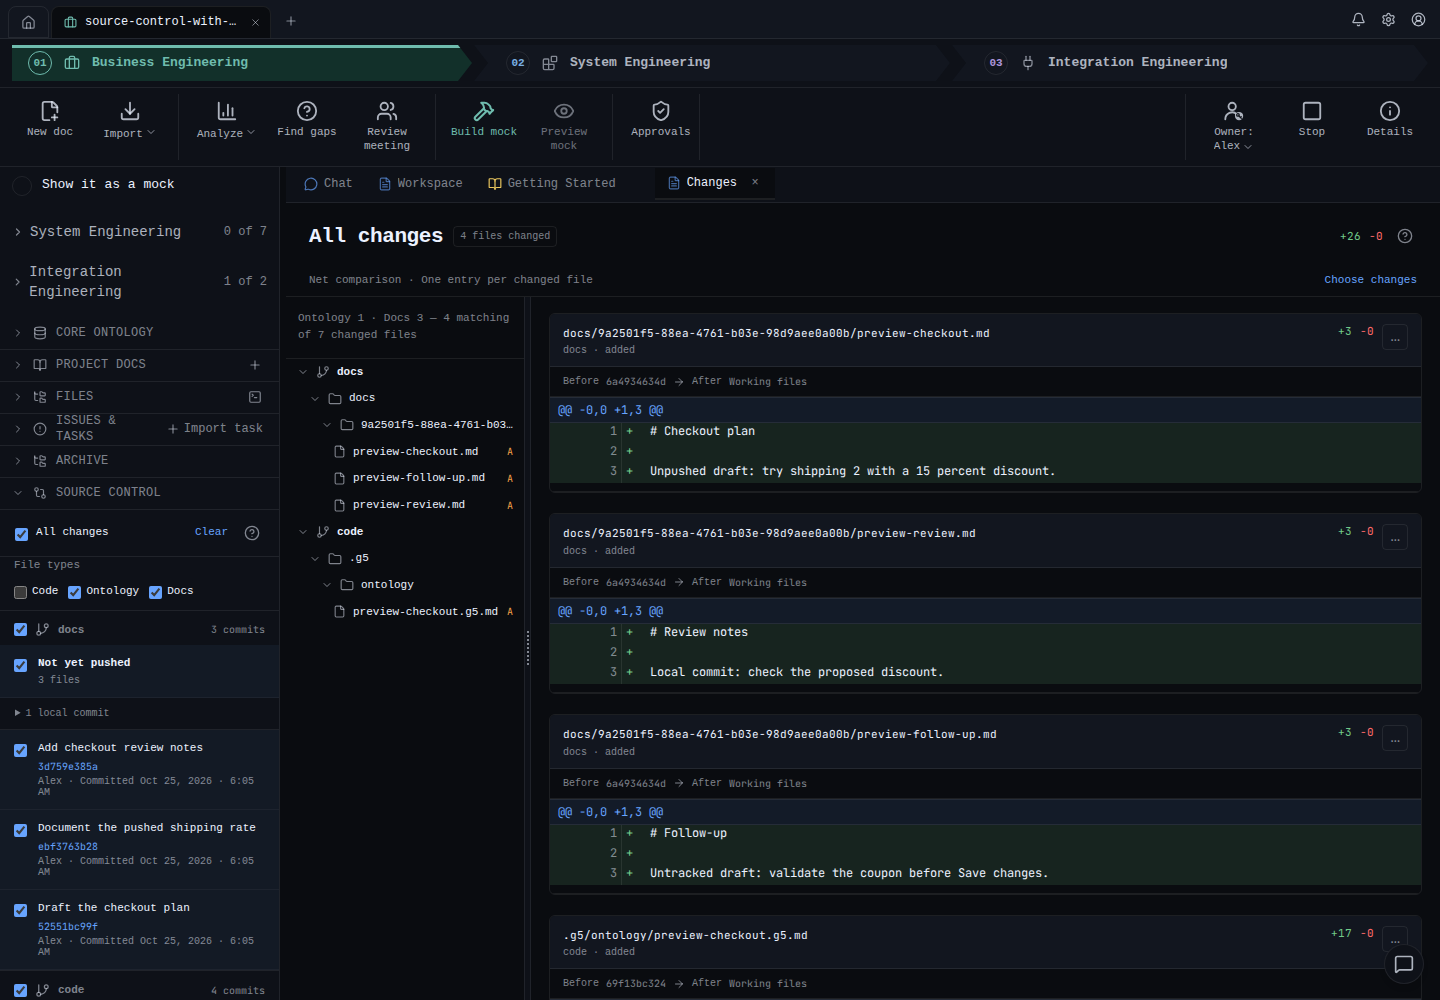 source-control-with-…
01 Business Engineering
02 System Engineering
03 Integration Engineering
New doc
Import
Analyze
Find gaps
Review meeting
Build mock
Preview mock
Approvals
Owner: Alex
Stop
Details
Show it as a mock
System Engineering 0 of 7
Integration Engineering 1 of 2
CORE ONTOLOGY
PROJECT DOCS
FILES
ISSUES & TASKS Import task
ARCHIVE
SOURCE CONTROL
All changes Clear
File types
Code Ontology Docs
docs 3 commits
Not yet pushed
3 files
1 local commit
Add checkout review notes
3d759e385a
Alex · Committed Oct 25, 2026 · 6:05 AM
Document the pushed shipping rate
ebf3763b28
Alex · Committed Oct 25, 2026 · 6:05 AM
Draft the checkout plan
52551bc99f
Alex · Committed Oct 25, 2026 · 6:05 AM
code 4 commits
Chat
Workspace
Getting Started
Changes ×
All changes 4 files changed +26 -0
Net comparison · One entry per changed file Choose changes
Ontology 1 · Docs 3 — 4 matching
of 7 changed files
docs
docs
9a2501f5-88ea-4761-b03…
preview-checkout.md A
preview-follow-up.md A
preview-review.md A
code
.g5
ontology
preview-checkout.g5.md A
docs/9a2501f5-88ea-4761-b03e-98d9aee0a00b/preview-checkout.md +3 -0 …
docs · added
Before 6a4934634d → After Working files
@@ -0,0 +1,3 @@
1 + # Checkout plan
2 +
3 + Unpushed draft: try shipping 2 with a 15 percent discount.
docs/9a2501f5-88ea-4761-b03e-98d9aee0a00b/preview-review.md +3 -0 …
docs · added
Before 6a4934634d → After Working files
@@ -0,0 +1,3 @@
1 + # Review notes
2 +
3 + Local commit: check the proposed discount.
docs/9a2501f5-88ea-4761-b03e-98d9aee0a00b/preview-follow-up.md +3 -0 …
docs · added
Before 6a4934634d → After Working files
@@ -0,0 +1,3 @@
1 + # Follow-up
2 +
3 + Untracked draft: validate the coupon before Save changes.
.g5/ontology/preview-checkout.g5.md +17 -0 …
code · added
Before 69f13bc324 → After Working files